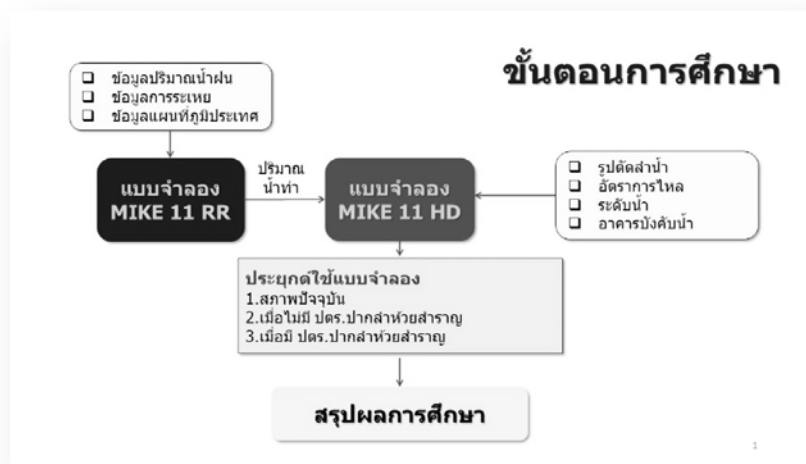 ขั้นตอนการศึกษา
❑ ข้อมูลปริมาณน้ำฝน
❑ ข้อมูลการระเหย
❑ ข้อมูลแผนที่ภูมิประเทศ
แบบจำลอง
MIKE 11 RR
ปริมาณ
น้ำท่า
แบบจำลอง
MIKE 11 HD
❑ รูปตัดลำน้ำ
❑ อัตราการไหล
❑ ระดับน้ำ
❑ อาคารบังคับน้ำ
ประยุกต์ใช้แบบจำลอง
1.สภาพปัจจุบัน
2.เมื่อไม่มี ปตร.ปากลำห้วยสำราญ
3.เมื่อมี ปตร.ปากลำห้วยสำราญ
สรุปผลการศึกษา
1